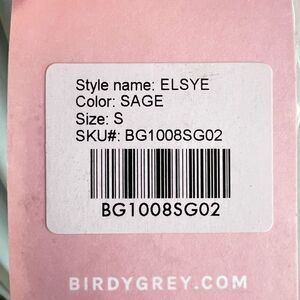 Style name: ELSYE
Color: SAGE
Size: S
SKU#: BG1008SG02
BG1008SG02
BIRDYGREY.COM